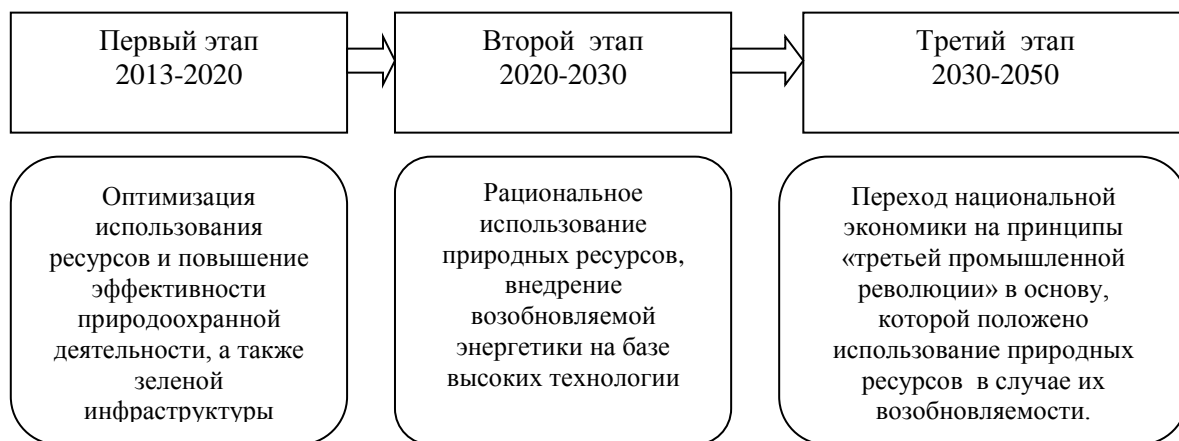 Первый этап
2013-2020
Второй этап
2020-2030
Третий этап
2030-2050
Оптимизация
использования
ресурсов и повышение
эффективности
природоохранной
деятельности, а также
зеленой
инфраструктуры
Рациональное
использование
природных ресурсов,
внедрение
возобновляемой
энергетики на базе
высоких технологии
Переход национальной
экономики на принципы
«третьей промышленной
революции» в основу,
которой положено
использование природных
ресурсов в случае их
возобновляемости.